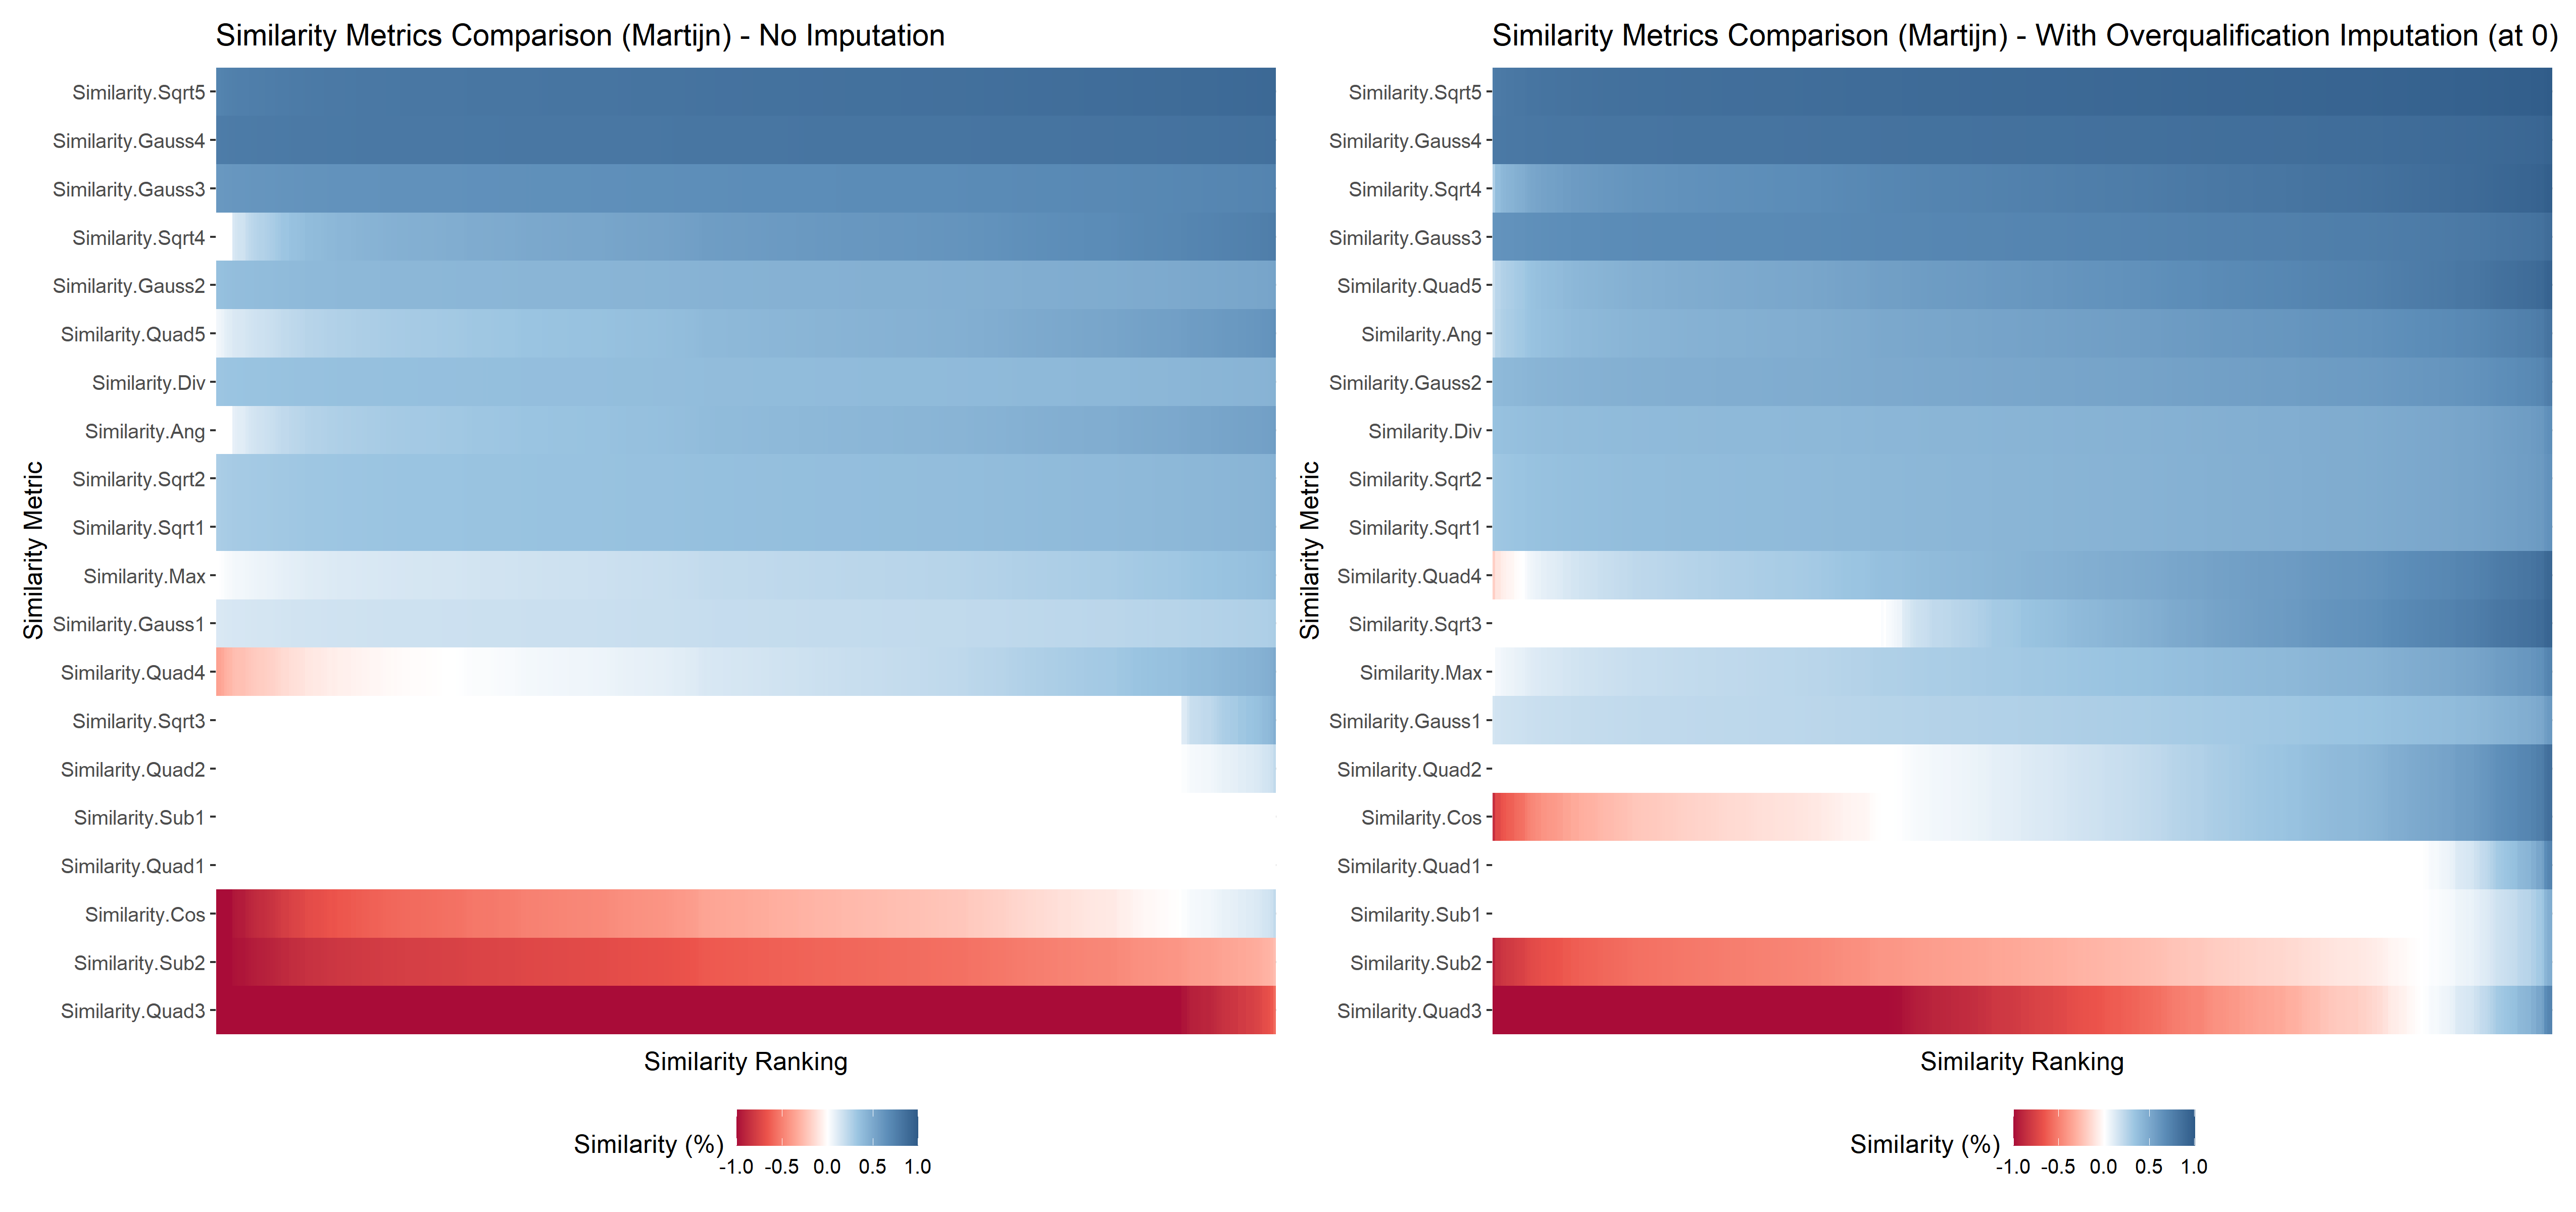 Similarity Metrics Comparison (Martijn) - No Imputation
Similarity Metric
Similarity.Sqrt5
Similarity.Gauss4
Similarity.Gauss3
Similarity.Sqrt4
Similarity.Gauss2
Similarity.Quad5
Similarity.Div
Similarity.Ang
Similarity.Sqrt2
Similarity.Sqrt1
Similarity.Max
Similarity.Gauss1
Similarity.Quad4
Similarity.Sqrt3
Similarity.Quad2
Similarity.Sub1
Similarity.Quad1
Similarity.Cos
Similarity.Sub2
Similarity.Quad3
Similarity Ranking
Similarity (%)
-1.0 -0.5 0.0 0.5 1.0
Similarity Metrics Comparison (Martijn) - With Overqualification Imputation (at 0)
Similarity Metric
Similarity.Sqrt5
Similarity.Gauss4
Similarity.Sqrt4
Similarity.Gauss3
Similarity.Quad5
Similarity.Ang
Similarity.Gauss2
Similarity.Div
Similarity.Sqrt2
Similarity.Sqrt1
Similarity.Quad4
Similarity.Sqrt3
Similarity.Max
Similarity.Gauss1
Similarity.Quad2
Similarity.Cos
Similarity.Quad1
Similarity.Sub1
Similarity.Sub2
Similarity.Quad3
Similarity Ranking
Similarity (%)
-1.0 -0.5 0.0 0.5 1.0